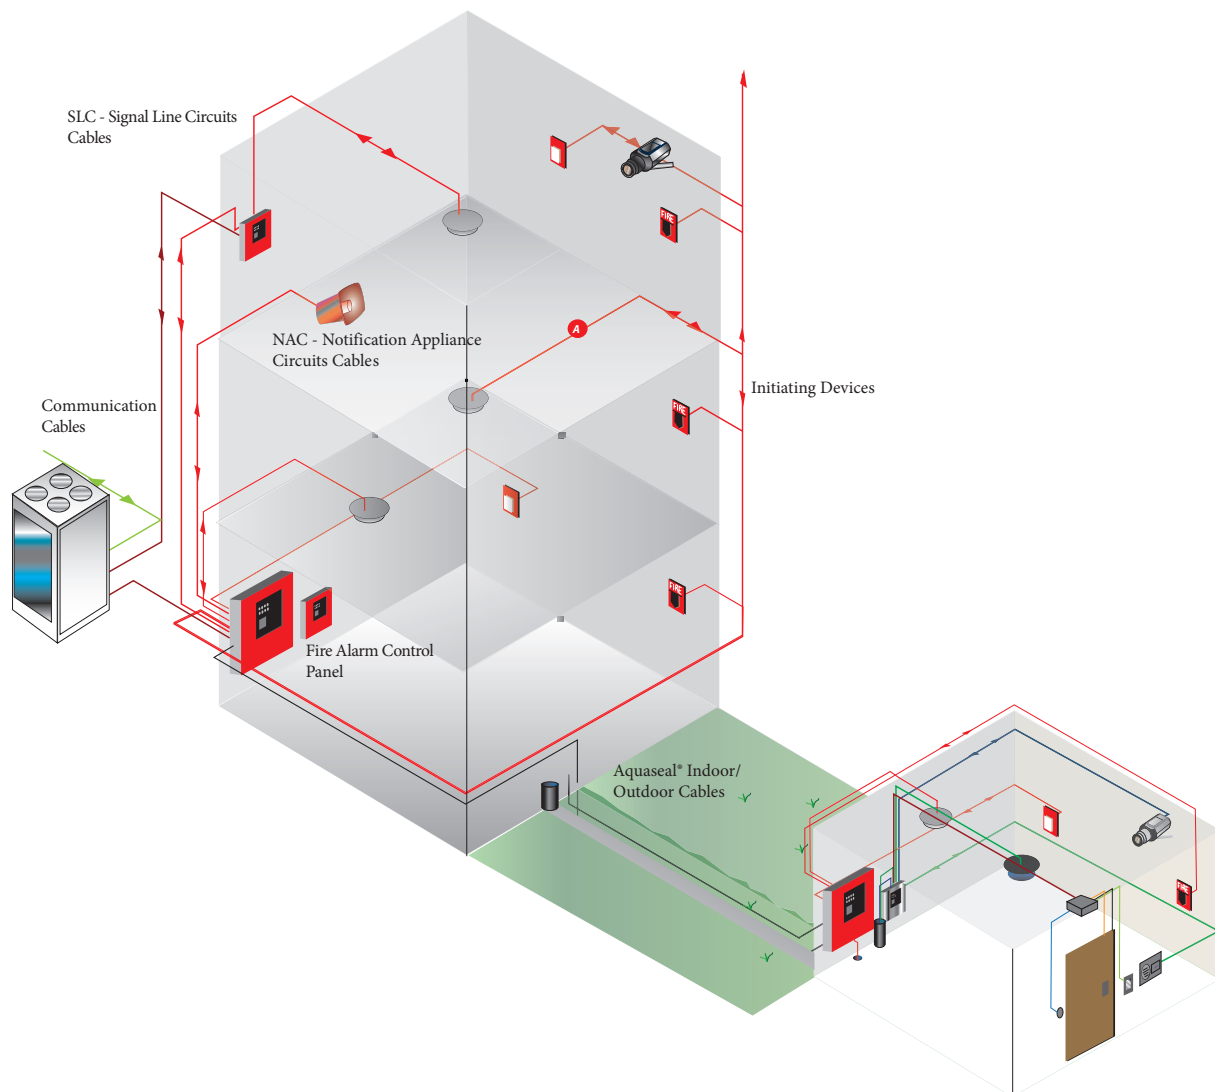 SLC - Signal Line Circuits
Cables
FIRE
NAC - Notification Appliance
Circuits Cables
A
Initiating Devices
Communication
Cables
FIRE
FIRE
Fire Alarm Control
Panel
Aquaseal® Indoor/
Outdoor Cables
FIRE